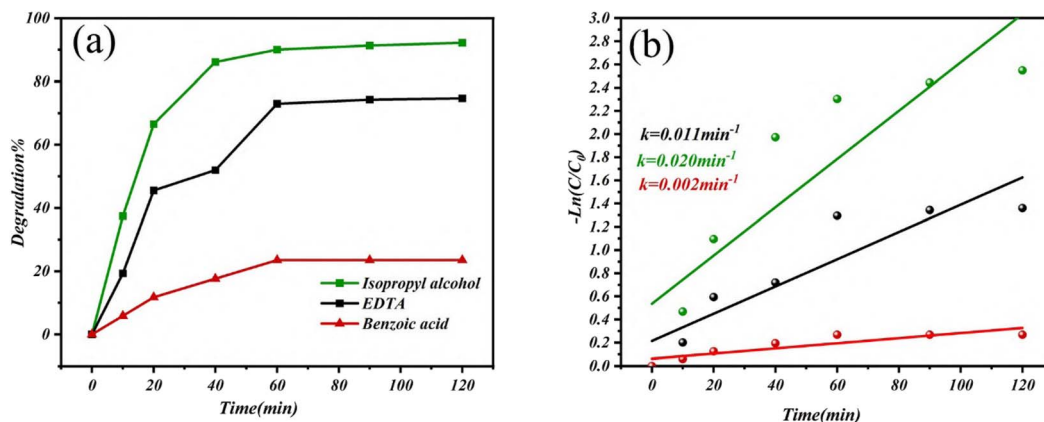 (a)
Degradation%
100
80
60
40
20
0
Isopropyl alcohol
EDTA
Benzoic acid
0 20 40 60 80 100 120
Time(min)
(b)
-Ln(C/C₀)
3.0
2.8
2.6
2.4
2.2
2.0
1.8
1.6
1.4
1.2
1.0
0.8
0.6
0.4
0.2
0.0
k=0.011min⁻¹
k=0.020min⁻¹
k=0.002min⁻¹
0 20 40 60 80 100 120
Time(min)